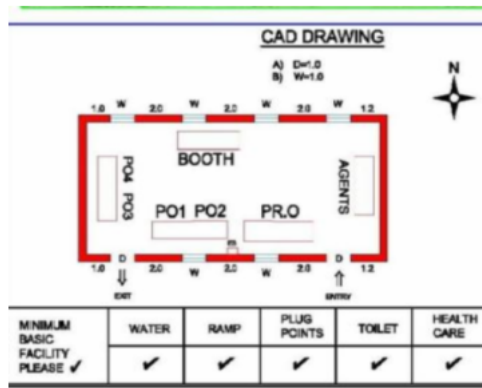 CAD DRAWING
A) D=1.0
B) W=1.0
N
1.0 W 2.0 W 2.0 W 2.0 W 1.2
BOOTH
PO4 PO3
AGENTS
PO1 PO2
PR.O
1.0 D 2.0 W 2.0 W 2.0 D 1.2
EXIT
ENTRY
MINIMUM BASIC FACILITY PLEASE ✓
WATER
RAMP
PLUG POINTS
TOILET
HEALTH CARE
✓ ✓ ✓ ✓ ✓